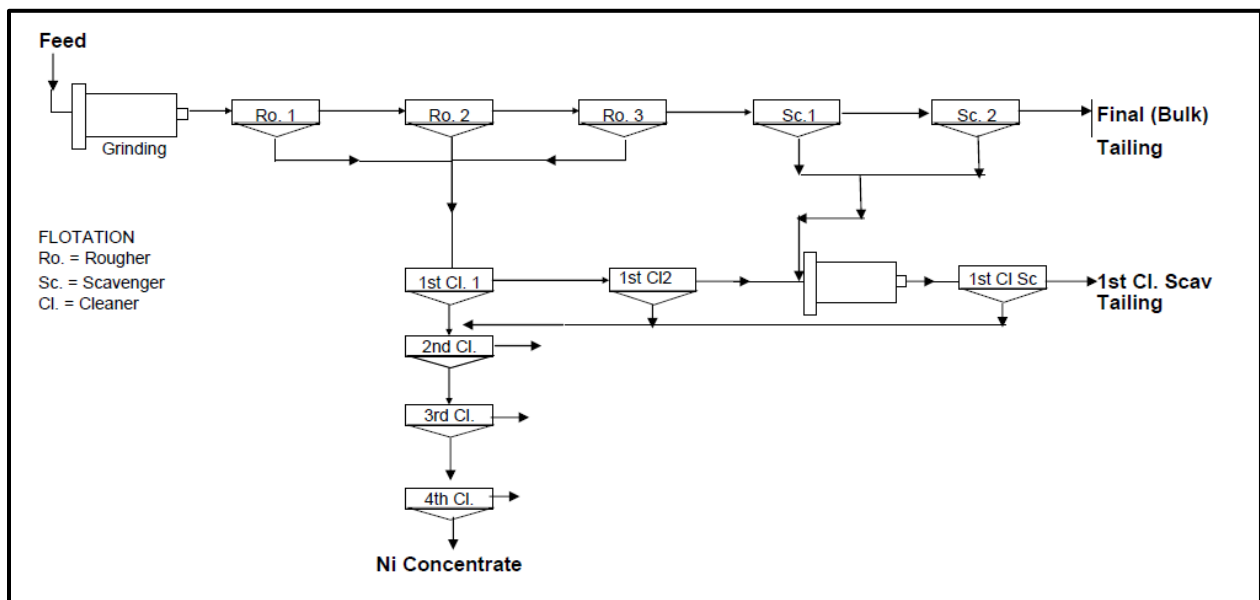 Feed
Ro. 1
Ro. 2
Ro. 3
Sc.1
Sc. 2
Final (Bulk)
Tailing
Grinding
FLOTATION
Ro. = Rougher
Sc. = Scavenger
Cl. = Cleaner
1st Cl. 1
1st Cl2
1st Cl Sc
1st Cl. Scav
Tailing
2nd Cl.
3rd Cl.
4th Cl.
Ni Concentrate